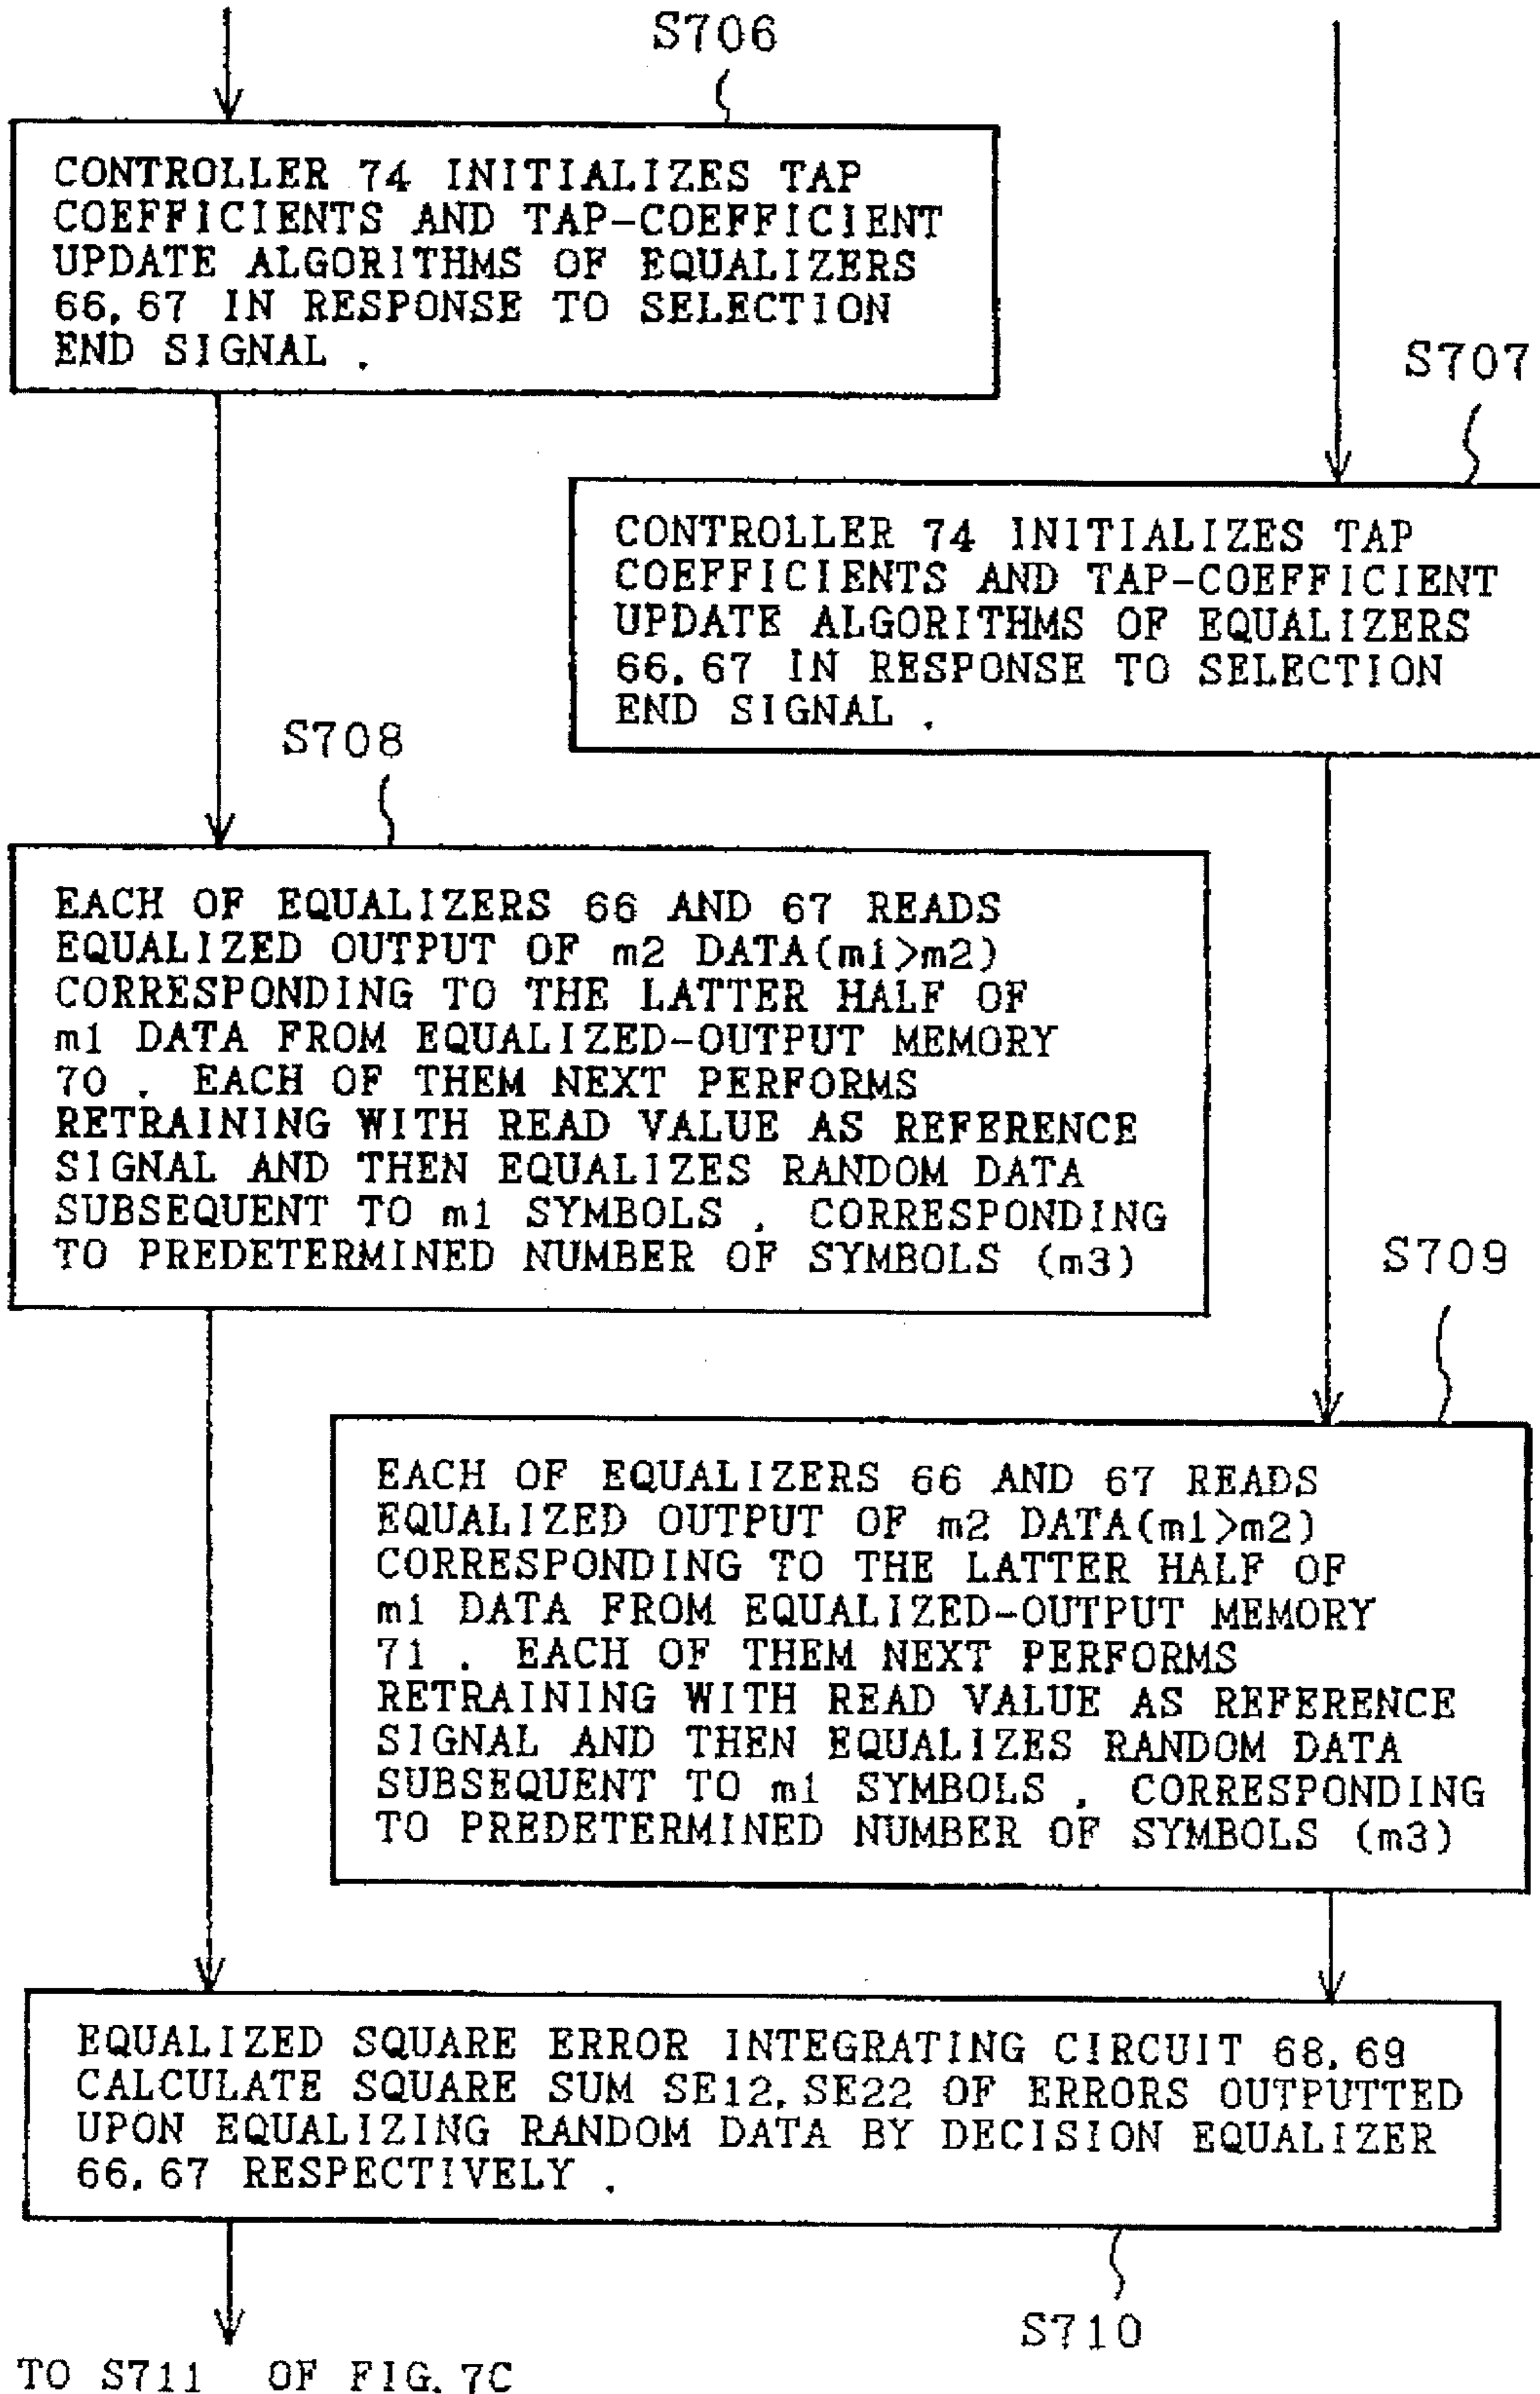 S706
CONTROLLER 74 INITIALIZES TAP
COEFFICIENTS AND TAP-COEFFICIENT
UPDATE ALGORITHMS OF EQUALIZERS
66,67 IN RESPONSE TO SELECTION
END SIGNAL .
S707
CONTROLLER 74 INITIALIZES TAP
COEFFICIENTS AND TAP-COEFFICIENT
UPDATE ALGORITHMS OF EQUALIZERS
66,67 IN RESPONSE TO SELECTION
END SIGNAL .
S708
EACH OF EQUALIZERS 66 AND 67 READS
EQUALIZED OUTPUT OF m2 DATA(m1>m2)
CORRESPONDING TO THE LATTER HALF OF
m1 DATA FROM EQUALIZED-OUTPUT MEMORY
70 . EACH OF THEM NEXT PERFORMS
RETRAINING WITH READ VALUE AS REFERENCE
SIGNAL AND THEN EQUALIZES RANDOM DATA
SUBSEQUENT TO m1 SYMBOLS , CORRESPONDING
TO PREDETERMINED NUMBER OF SYMBOLS (m3)
S709
EACH OF EQUALIZERS 66 AND 67 READS
EQUALIZED OUTPUT OF m2 DATA(m1>m2)
CORRESPONDING TO THE LATTER HALF OF
m1 DATA FROM EQUALIZED-OUTPUT MEMORY
71 . EACH OF THEM NEXT PERFORMS
RETRAINING WITH READ VALUE AS REFERENCE
SIGNAL AND THEN EQUALIZES RANDOM DATA
SUBSEQUENT TO m1 SYMBOLS , CORRESPONDING
TO PREDETERMINED NUMBER OF SYMBOLS (m3)
EQUALIZED SQUARE ERROR INTEGRATING CIRCUIT 68,69
CALCULATE SQUARE SUM SE12,SE22 OF ERRORS OUTPUTTED
UPON EQUALIZING RANDOM DATA BY DECISION EQUALIZER
66,67 RESPECTIVELY .
S710
TO S711 OF FIG.7C